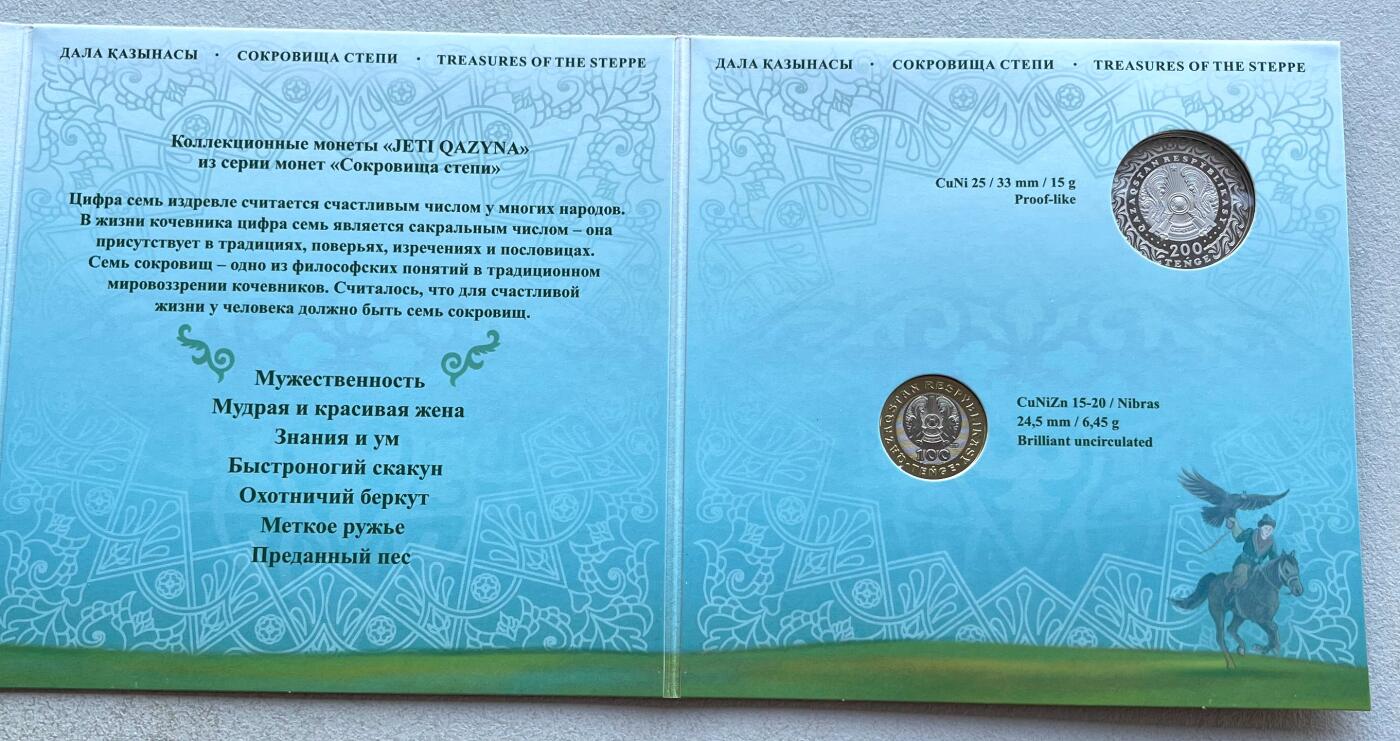 ДАЛА ҚАЗЫНАСЫ · СОКРОВИЩА СТЕПИ · TREASURES OF THE STEPPE
Коллекционные монеты «JETI QAZYNA»
из серии монет «Сокровища степи»
Цифра семь издревле считается счастливым числом у многих народов.
В жизни кочевника цифра семь является сакральным числом – она
присутствует в традициях, поверьях, изречениях и пословицах.
Семь сокровищ – одно из философских понятий в традиционном
мировоззрении кочевников. Считалось, что для счастливой
жизни у человека должно быть семь сокровищ.
Мужественность
Мудрая и красивая жена
Знания и ум
Быстроногий скакун
Охотничий беркут
Меткое ружье
Преданный пес
ДАЛА ҚАЗЫНАСЫ · СОКРОВИЩА СТЕПИ · TREASURES OF THE STEPPE
CuNi 25 / 33 mm / 15 g
Proof-like
QAZAQSTAN RESPÝBLIKASY
200
TEŃGE
CuNiZn 15-20 / Nibras
24,5 mm / 6,45 g
Brilliant uncirculated
QAZAQSTAN RESPÝBLIKASY
100
TEŃGE